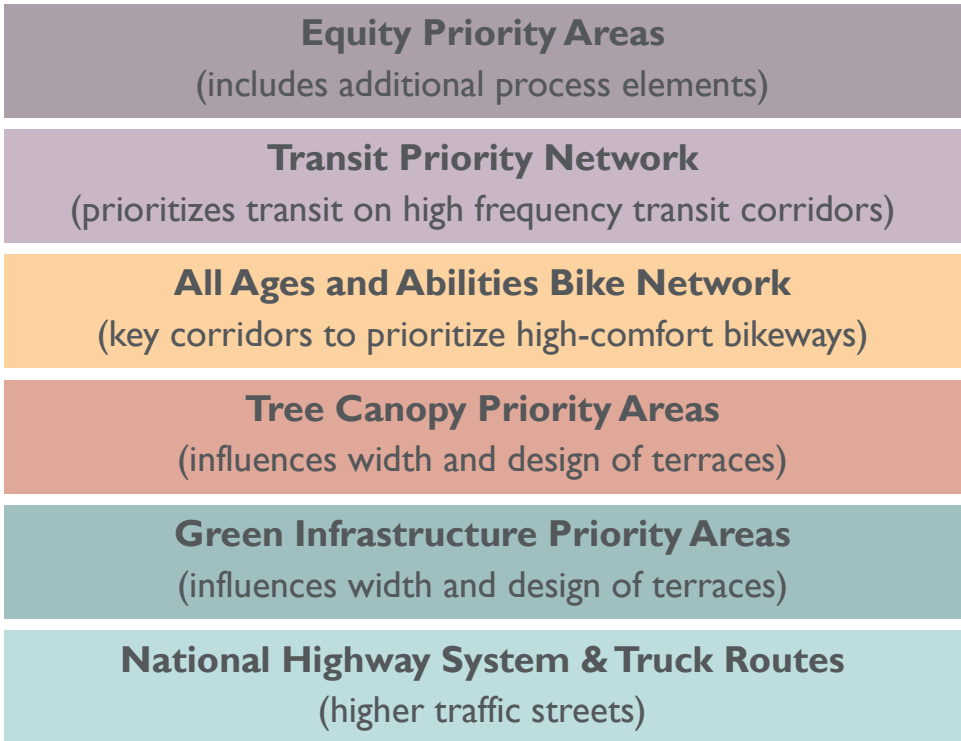 Equity Priority Areas
(includes additional process elements)
Transit Priority Network
(prioritizes transit on high frequency transit corridors)
All Ages and Abilities Bike Network
(key corridors to prioritize high-comfort bikeways)
Tree Canopy Priority Areas
(influences width and design of terraces)
Green Infrastructure Priority Areas
(influences width and design of terraces)
National Highway System & Truck Routes
(higher traffic streets)